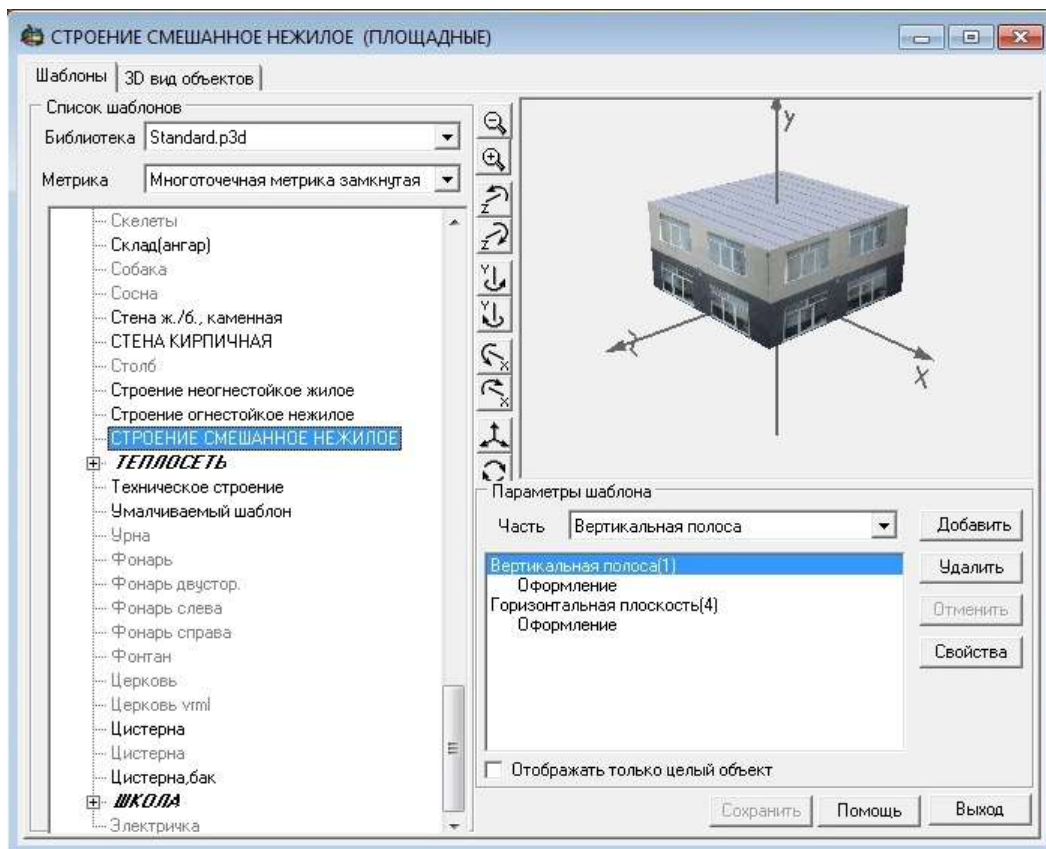 СТРОЕНИЕ СМЕШАННОЕ НЕЖИЛОЕ (ПЛОЩАДНЫЕ)
Шаблоны
3D вид объектов
Список шаблонов
Библиотека
Standard.p3d
Метрика
Многоточечная метрика замкнутая
Скелеты
Склад(ангар)
Собака
Сосна
Стена ж./б., каменная
СТЕНА КИРПИЧНАЯ
Столб
Строение неогнестойкое жилое
Строение огнестойкое нежилое
СТРОЕНИЕ СМЕШАННОЕ НЕЖИЛОЕ
ТЕПЛОСЕТЬ
Техническое строение
Умалчиваемый шаблон
Урна
Фонарь
Фонарь двустор.
Фонарь слева
Фонарь справа
Фонтан
Церковь
Церковь vrml
Цистерна
Цистерна
Цистерна,бак
ШКОЛА
Электричка
Z
Z
Y
Y
X
X
Y
Z
X
Параметры шаблона
Часть
Вертикальная полоса
Добавить
Вертикальная полоса(1)
Оформление
Горизонтальная плоскость(4)
Оформление
Удалить
Отменить
Свойства
Отображать только целый объект
Сохранить
Помощь
Выход